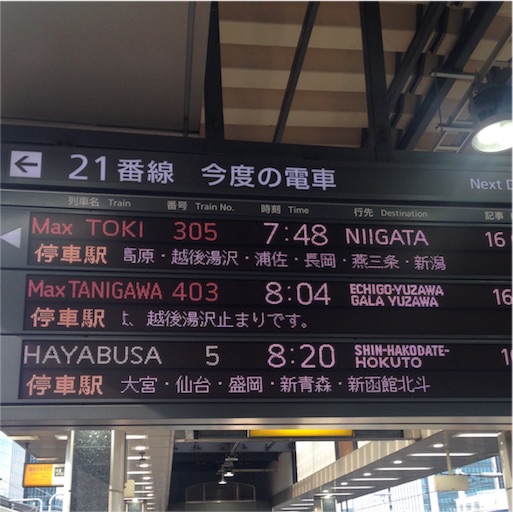 ← 21番線 今度の電車 Next D
列車名 Train 番号 Train No. 時刻 Time 行先 Destination 記事
Max TOKI 305 7:48 NIIGATA 16
停車駅 高原・越後湯沢・浦佐・長岡・燕三条・新潟
Max TANIGAWA 403 8:04 ECHIGO-YUZAWA GALA YUZAWA 16
停車駅 は、越後湯沢止まりです。
HAYABUSA 5 8:20 SHIN-HAKODATE-HOKUTO 10
停車駅 大宮・仙台・盛岡・新青森・新函館北斗